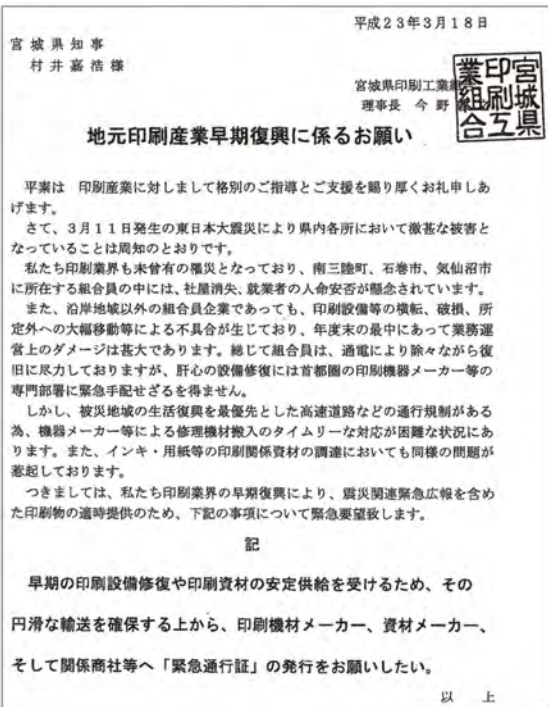 平成23年3月18日
宮城県知事
村井嘉浩様
宮城県印刷工業組
理事長 今野
宮城県
印刷工
業組合
地元印刷産業早期復興に係るお願い
平素は 印刷産業に対しまして格別のご指導とご支援を賜り厚くお礼申しあ
げます。
さて、3月11日発生の東日本大震災により県内各所において激甚な被害と
なっていることは周知のとおりです。
私たち印刷業界も未曾有の罹災となっており、南三陸町、石巻市、気仙沼市
に所在する組合員の中には、社屋消失、就業者の人命安否が懸念されています。
また、沿岸地域以外の組合員企業であっても、印刷設備等の横転、破損、所
定外への大幅移動等による不具合が生じており、年度末の最中にあって業務運
営上のダメージは甚大であります。総じて組合員は、通電により除々ながら復
旧に尽力しておりますが、肝心の設備修復には首都圏の印刷機器メーカー等の
専門部署に緊急手配せざるを得ません。
しかし、被災地域の生活復興を最優先とした高速道路などの通行規制がある
為、機器メーカー等による修理機材搬入のタイムリーな対応が困難な状況にあ
ります。また、インキ・用紙等の印刷関係資材の調達においても同様の問題が
惹起しております。
つきましては、私たち印刷業界の早期復興により、震災関連緊急広報を含め
た印刷物の適時提供のため、下記の事項について緊急要望致します。
記
早期の印刷設備修復や印刷資材の安定供給を受けるため、その
円滑な輸送を確保する上から、印刷機材メーカー、資材メーカー、
そして関係商社等へ「緊急通行証」の発行をお願いしたい。
以 上